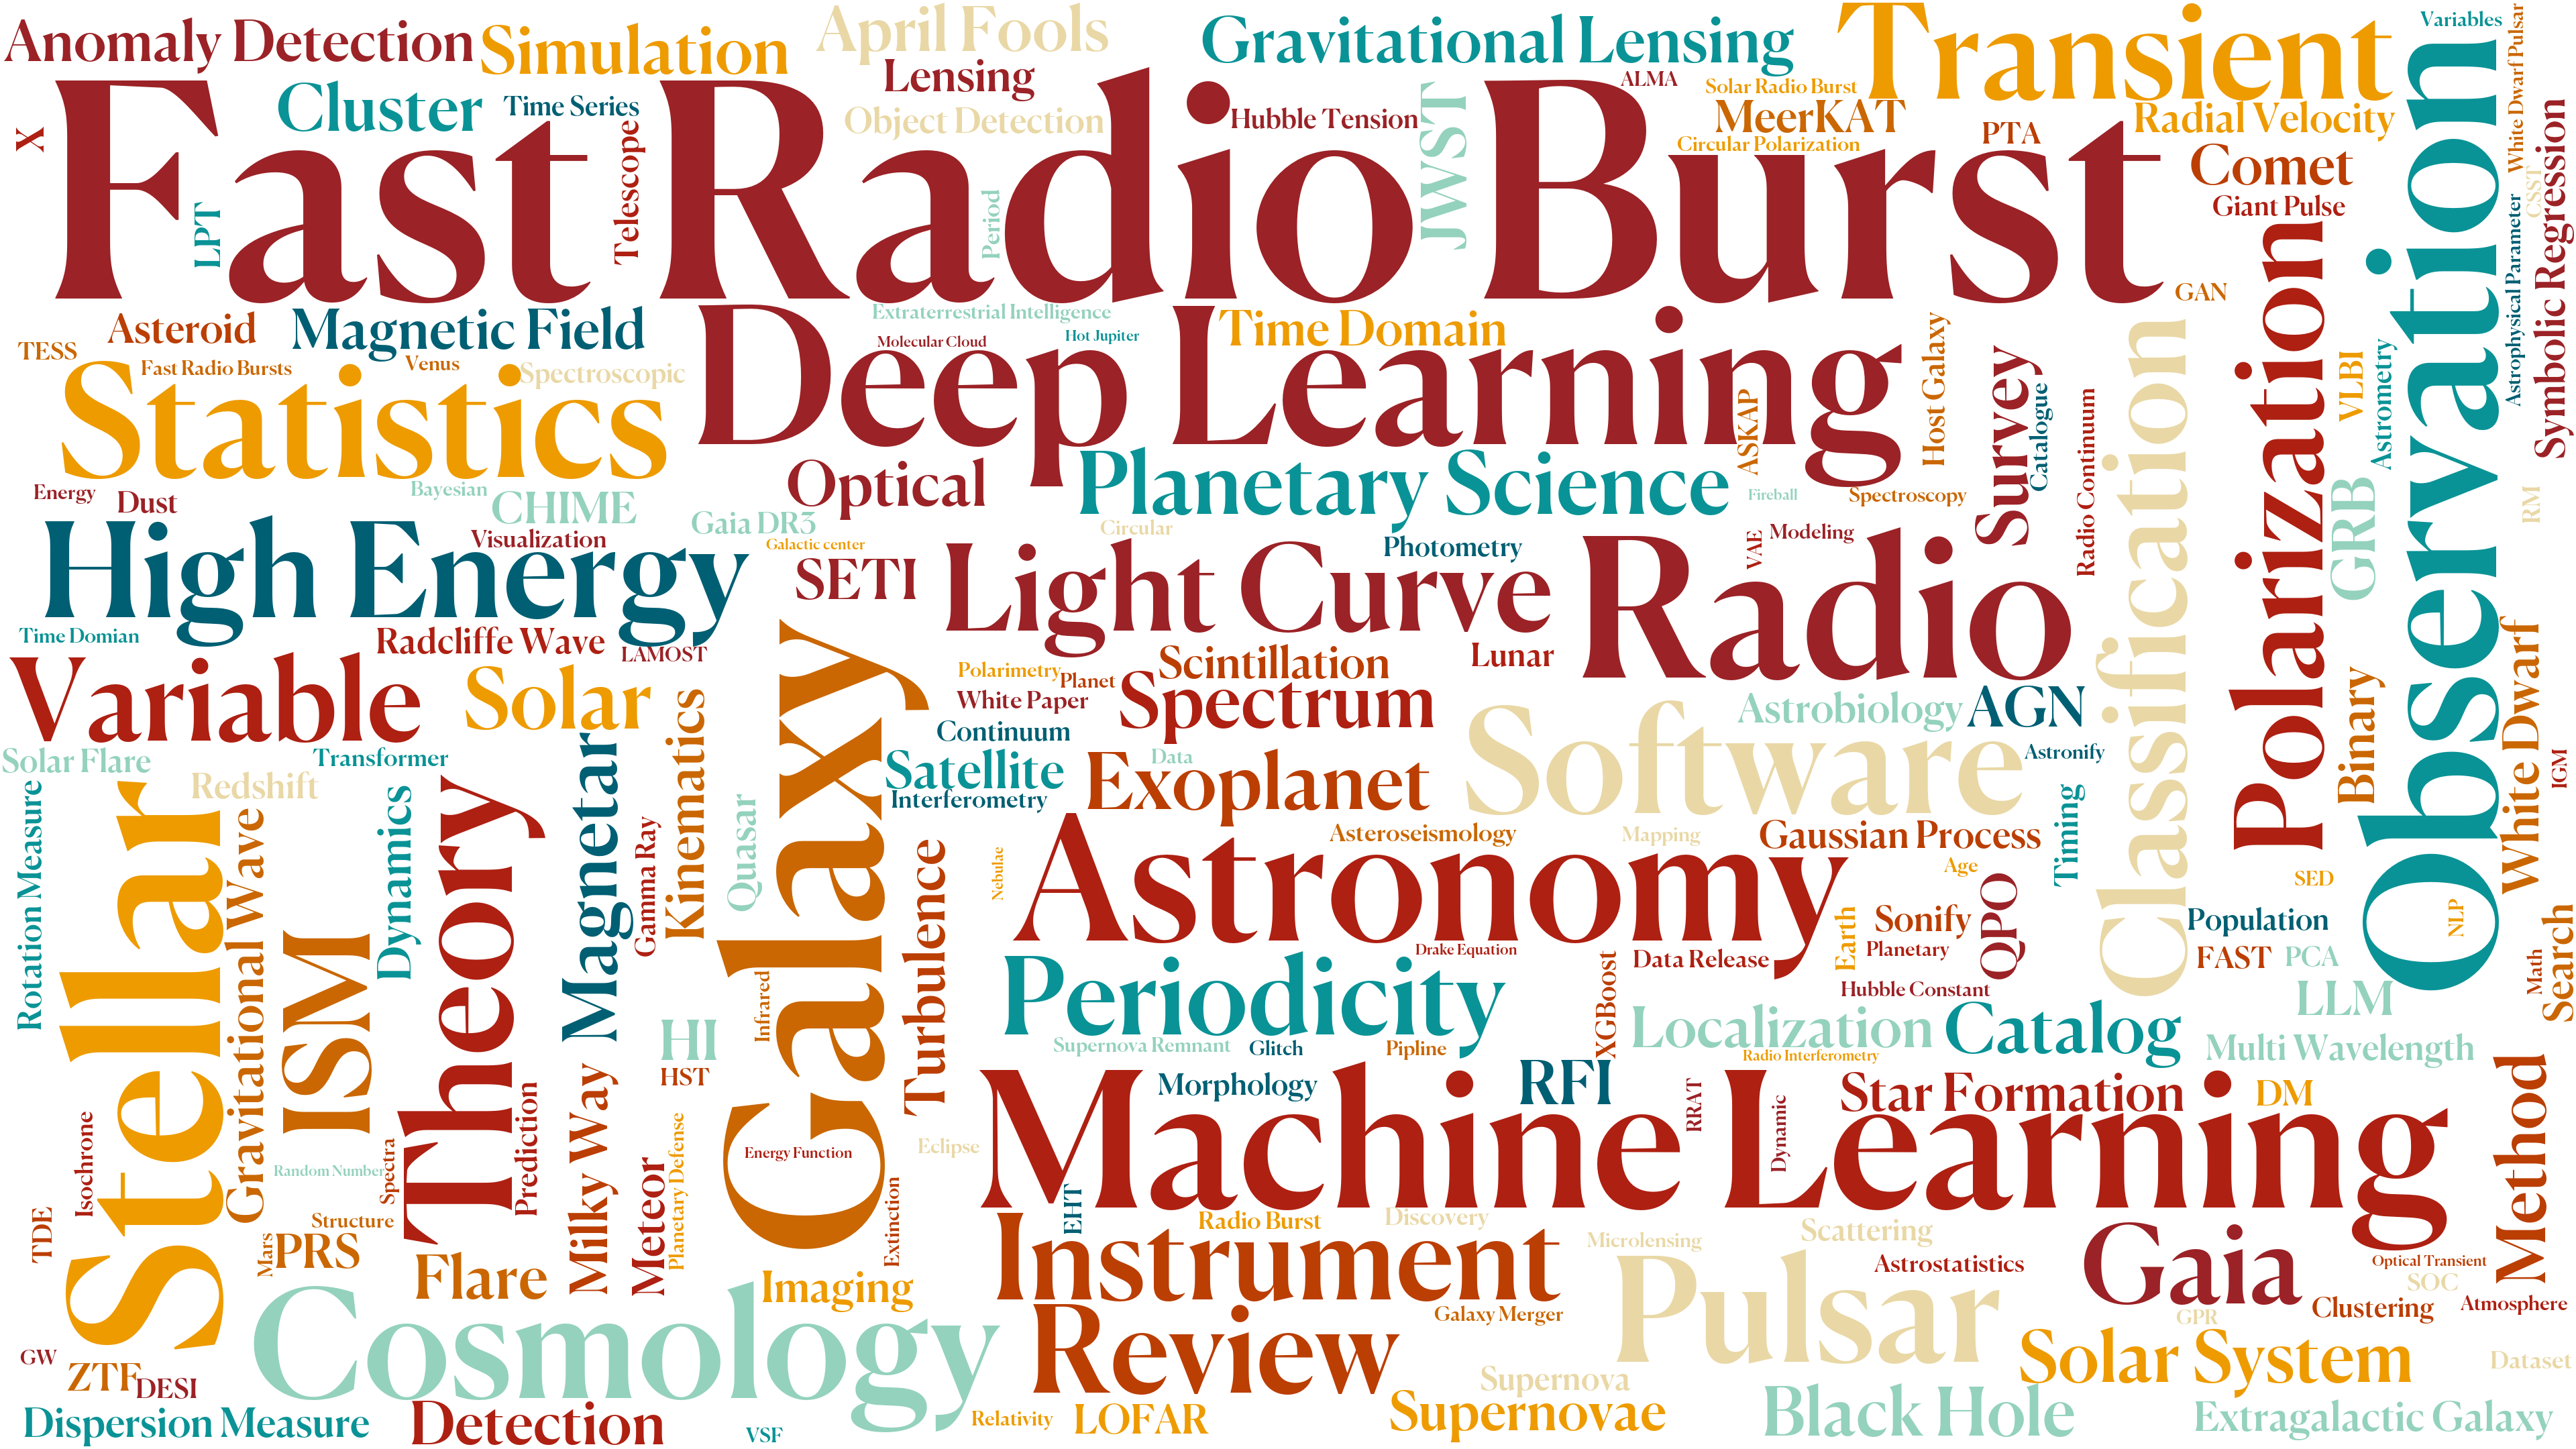 Anomaly Detection
Simulation
April Fools
Gravitational Lensing
Transient
Variables
White Dwarf Pulsar
Lensing
ALMA
Solar Radio Burst
Cluster
Time Series
Object Detection
Hubble Tension
JWST
MeerKAT
Circular Polarization
PTA
Radial Velocity
X
Fast Radio Burst
LPT
Telescope
Period
Comet
Giant Pulse
CSST
Symbolic Regression
Astrophysical Parameter
Observation
GAN
Polarization
Asteroid
Magnetic Field
Extraterrestrial Intelligence
Molecular Cloud
Hot Jupiter
Time Domain
Host Galaxy
TESS
Fast Radio Bursts
Venus
Spectroscopic
Statistics
Deep Learning
ASKAP
Survey
Catalogue
Radio Continuum
Classification
VLBI
Astrometry
GRB
RM
Energy
Dust
Bayesian
CHIME
Optical
Planetary Science
Fireball
Spectroscopy
Gaia DR3
Galactic center
Visualization
Circular
Photometry
VAE
Modeling
High Energy
SETI
Light Curve
Radio
Time Domian
Radcliffe Wave
LAMOST
Polarimetry
Planet
Scintillation
Lunar
Variable
Solar
Kinematics
Galaxy
White Paper
Spectrum
Continuum
Astrobiology
AGN
Astronify
Binary
White Dwarf
IGM
Solar Flare
Transformer
Redshift
Satellite
Interferometry
Data
Exoplanet
Software
Timing
Rotation Measure
Stellar
Gravitational Wave
ISM
Dynamics
Theory
Magnetar
Gamma Ray
Quasar
Turbulence
Nebulae
Asteroseismology
Mapping
Gaussian Process
Age
SED
Astronomy
Earth
Sonify
Planetary
QPO
Population
NLP
FAST
PCA
Math
Search
Drake Equation
XGBoost
Data Release
Hubble Constant
LLM
Infrared
HI
HST
Periodicity
Supernova Remnant
Glitch
Pipline
Localization
Catalog
Radio Interferometry
Multi Wavelength
Morphology
RFI
RRAT
Star Formation
DM
Method
Dynamic
Machine Learning
Isochrone
Random Number
Spectra
Prediction
Milky Way
Meteor
Planetary Defense
Energy Function
Eclipse
Extinction
EHT
TDE
Mars
PRS
Structure
Flare
Radio Burst
Discovery
Instrument
Microlensing
Scattering
Astrostatistics
Gaia
Optical Transient
SOC
Imaging
Galaxy Merger
Pulsar
GPR
Clustering
Atmosphere
GW
ZTF
DESI
Cosmology
Review
Supernova
Solar System
Dataset
Dispersion Measure
Detection
VSF
Relativity
LOFAR
Supernovae
Black Hole
Extragalactic Galaxy